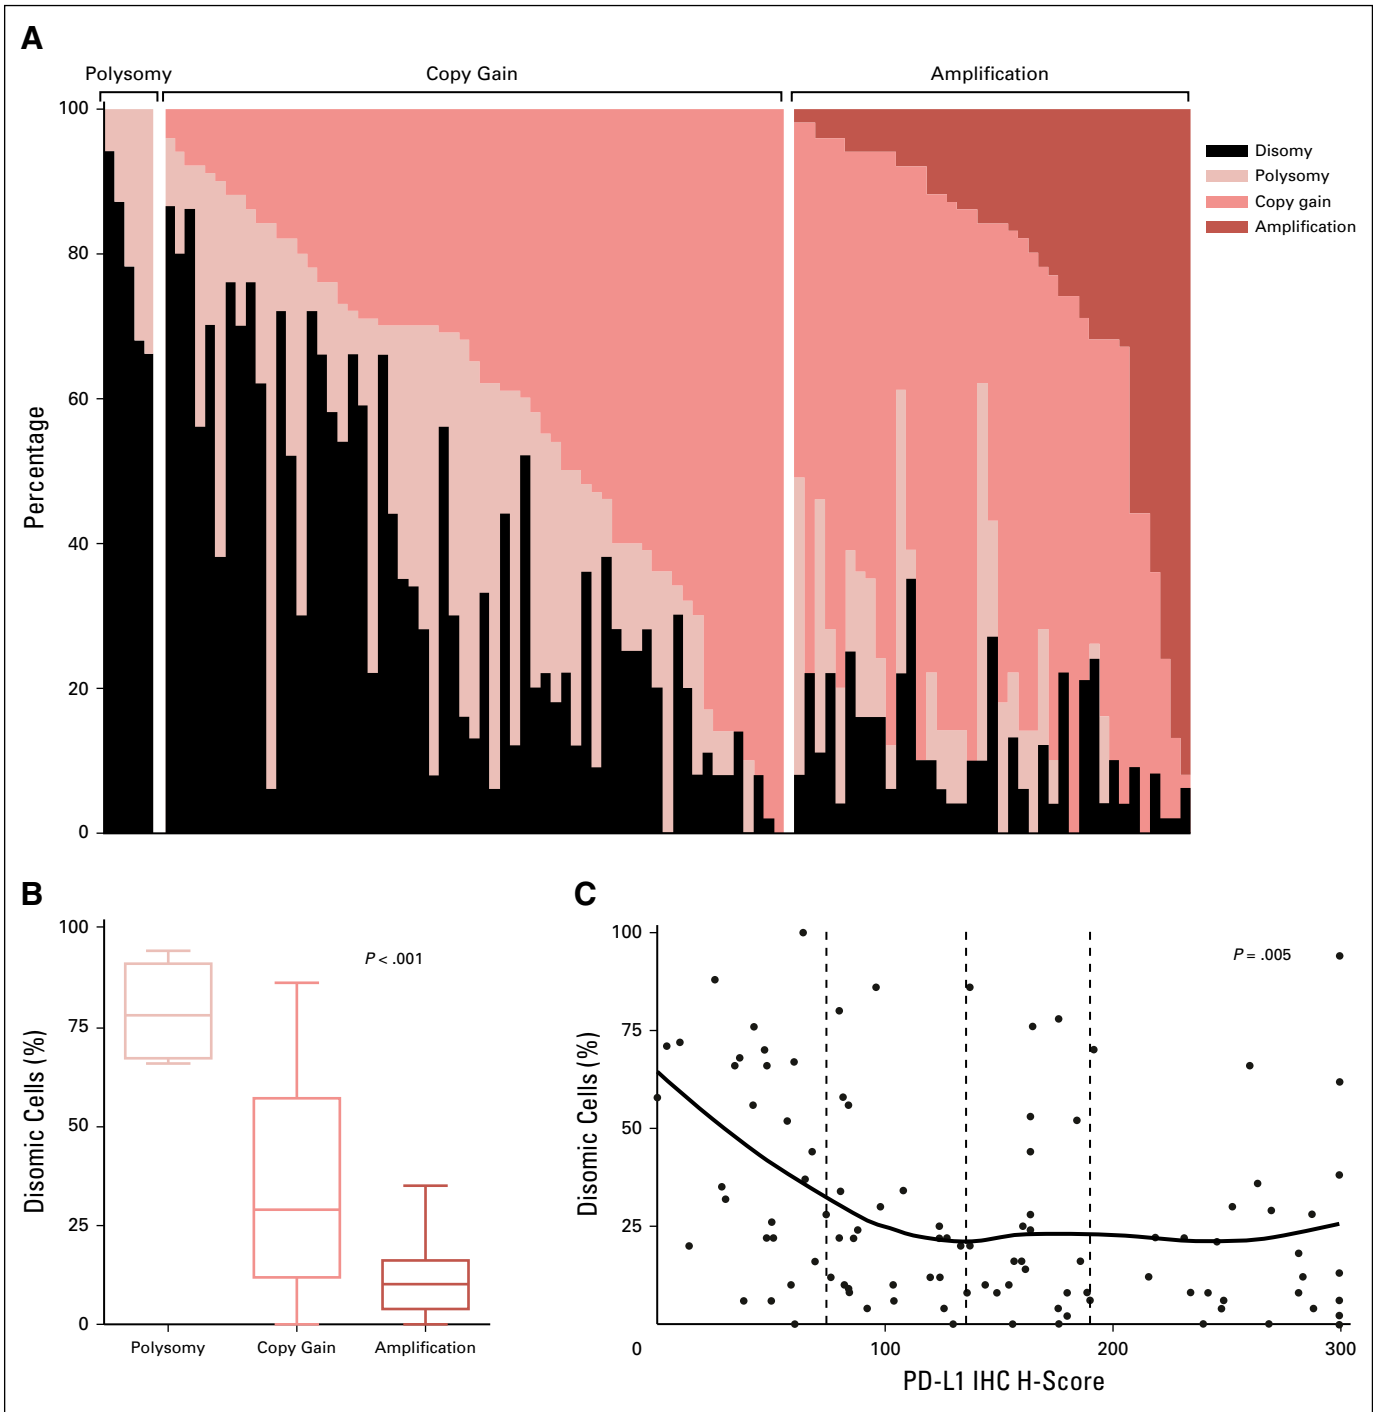 A
Polysomy Copy Gain Amplification
100
80
60
40
20
0
Percentage
Disomy
Polysomy
Copy gain
Amplification
B
100
75
50
25
0
Disomic Cells (%)
P < .001
Polysomy Copy Gain Amplification
C
100
75
50
25
Disomic Cells (%)
P = .005
0 100 200 300
PD-L1 IHC H-Score